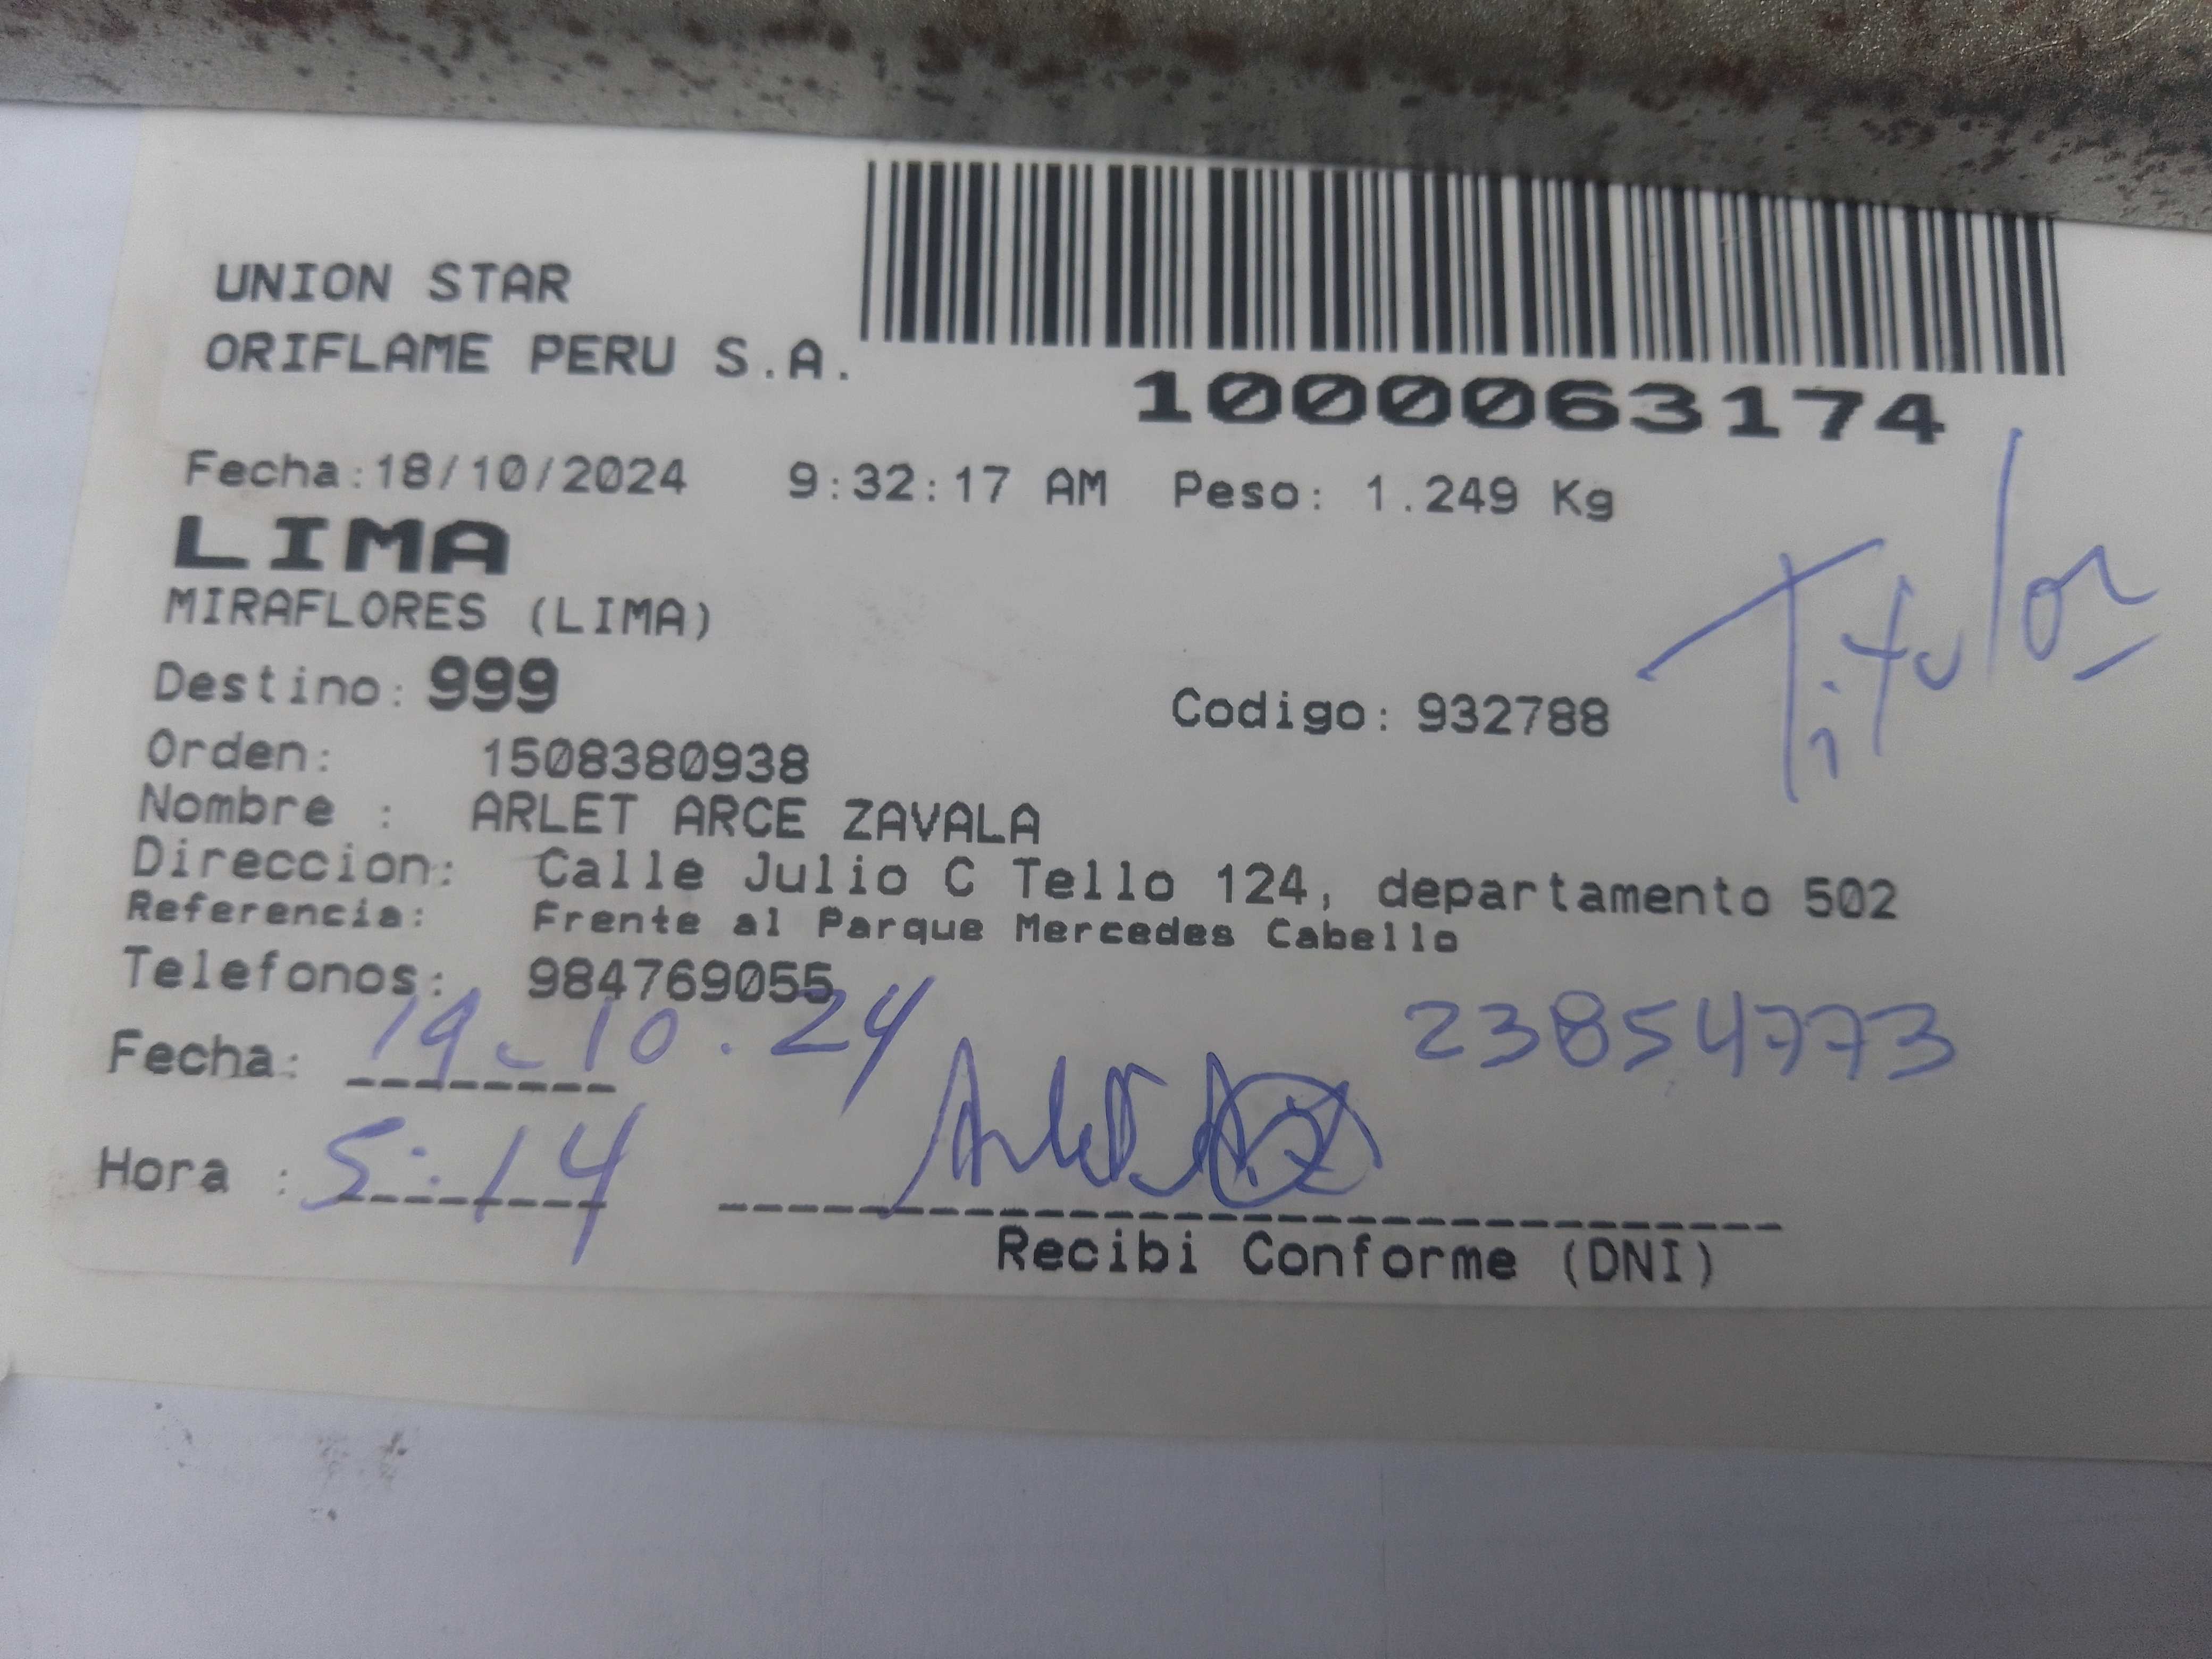 UNION STAR
ORIFLAME PERU S.A.
1000063174
Fecha:18/10/2024 9:32:17 AM Peso: 1.249 Kg
LIMA
MIRAFLORES (LIMA)
Titular
Destino: 999 Codigo: 932788
Orden: 1508380938
Nombre : ARLET ARCE ZAVALA
Direccion: Calle Julio C Tello 124, departamento 502
Referencia: Frente al Parque Mercedes Cabello
Telefonos: 984769055
Fecha: 19-10.24 23854773
Hora : 5:14
Recibi Conforme (DNI)